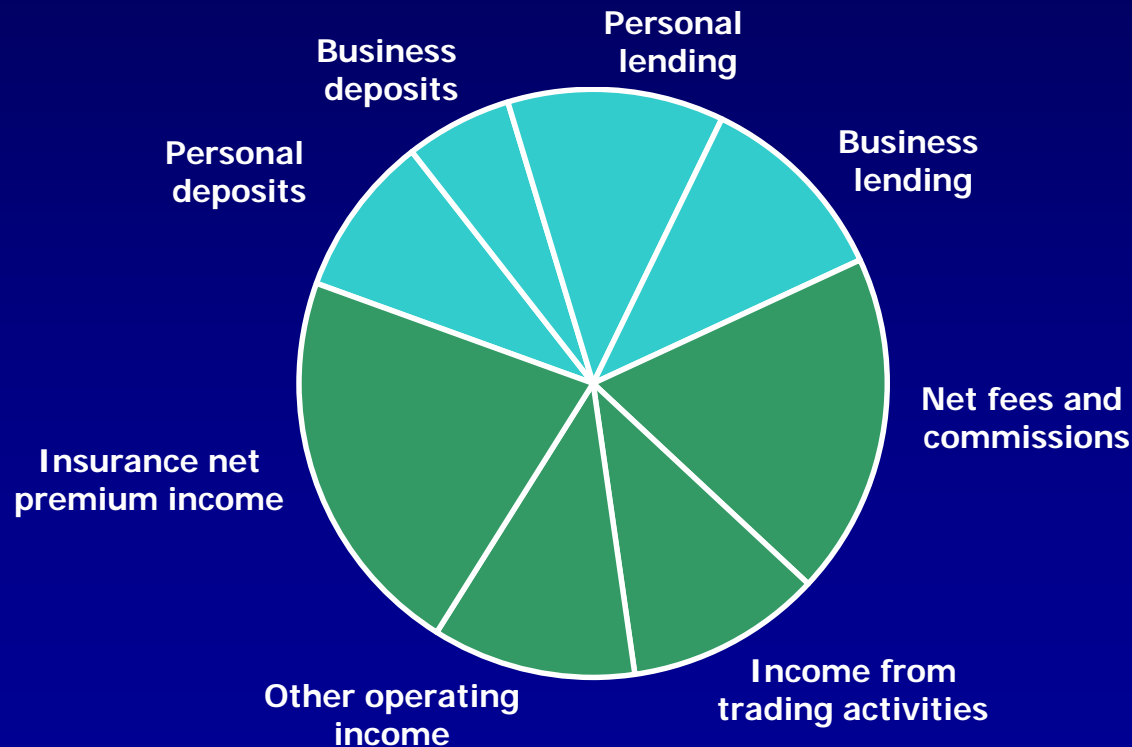 Personal
lending
Business
deposits
Business
lending
Personal
deposits
Net fees and
commissions
Insurance net
premium income
Income from
trading activities
Other operating
income